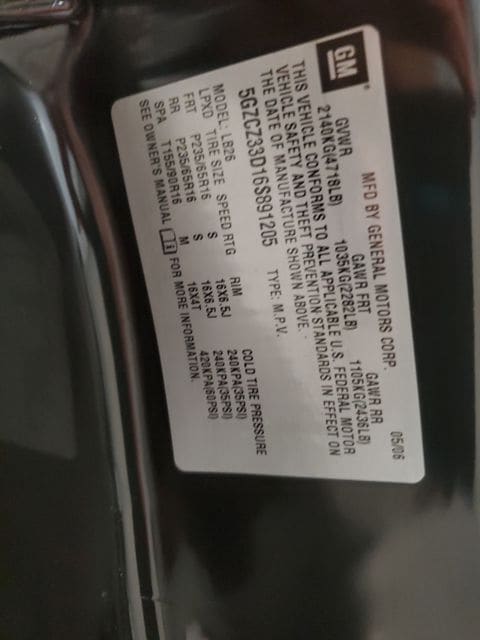 GM
MFD BY GENERAL MOTORS CORP. 05/06
GVWR GAWR FRT GAWR RR
2140KG(4718LB) 1035KG(2282LB) 1105KG(2436LB)
THIS VEHICLE CONFORMS TO ALL APPLICABLE U.S. FEDERAL MOTOR
VEHICLE SAFETY AND THEFT PREVENTION STANDARDS IN EFFECT ON
THE DATE OF MANUFACTURE SHOWN ABOVE.
5GZCZ33D16S891205 TYPE: M.P.V.
MODEL: LB26
LPXD TIRE SIZE SPEED RTG RIM COLD TIRE PRESSURE
FRT P235/65R16 S 16X6.5J 240KPA(35PSI)
RR P235/65R16 S 16X6.5J 240KPA(35PSI)
SPA T155/90R16 M 16X4T 420KPA(60PSI)
SEE OWNER'S MANUAL FOR MORE INFORMATION.